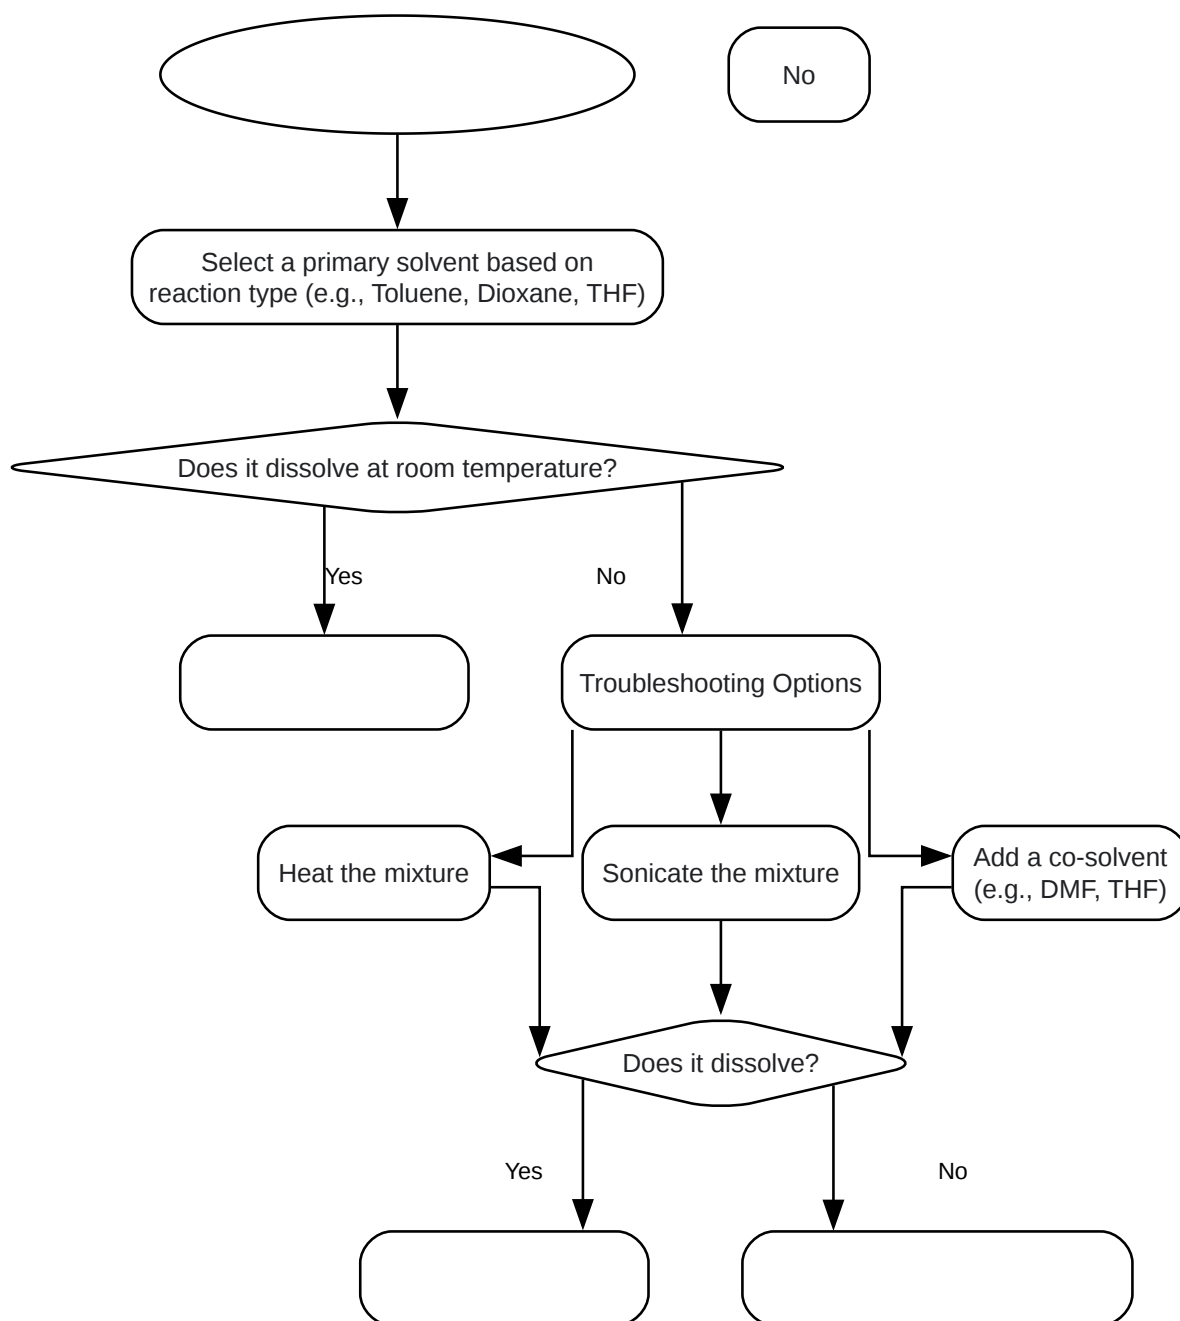 No
Select a primary solvent based on
reaction type (e.g., Toluene, Dioxane, THF)
Does it dissolve at room temperature?
Yes
No
Troubleshooting Options
Heat the mixture
Sonicate the mixture
Add a co-solvent
(e.g., DMF, THF)
Does it dissolve?
Yes
No